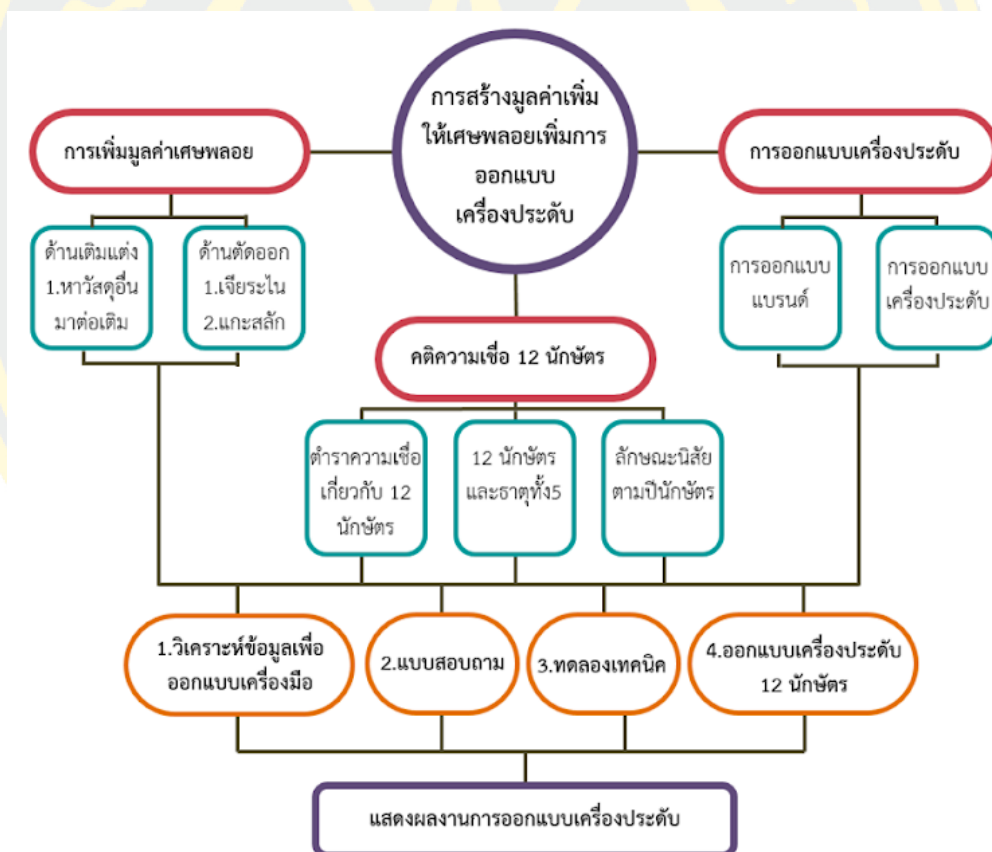 การสร้างมูลค่าเพิ่ม
ให้เศษพลอยเพิ่มการ
ออกแบบ
เครื่องประดับ
การเพิ่มมูลค่าเศษพลอย
การออกแบบเครื่องประดับ
ด้านเติมแต่ง
1.หาวัสดุอื่น
มาต่อเติม
ด้านตัดออก
1.เจียระไน
2.แกะสลัก
การออกแบบ
แบรนด์
การออกแบบ
เครื่องประดับ
คติความเชื่อ 12 นักษัตร
ตำราความเชื่อ
เกี่ยวกับ 12
นักษัตร
12 นักษัตร
และธาตุทั้ง5
ลักษณะนิสัย
ตามปีนักษัตร
1.วิเคราะห์ข้อมูลเพื่อ
ออกแบบเครื่องมือ
2.แบบสอบถาม
3.ทดลองเทคนิค
4.ออกแบบเครื่องประดับ
12 นักษัตร
แสดงผลงานการออกแบบเครื่องประดับ